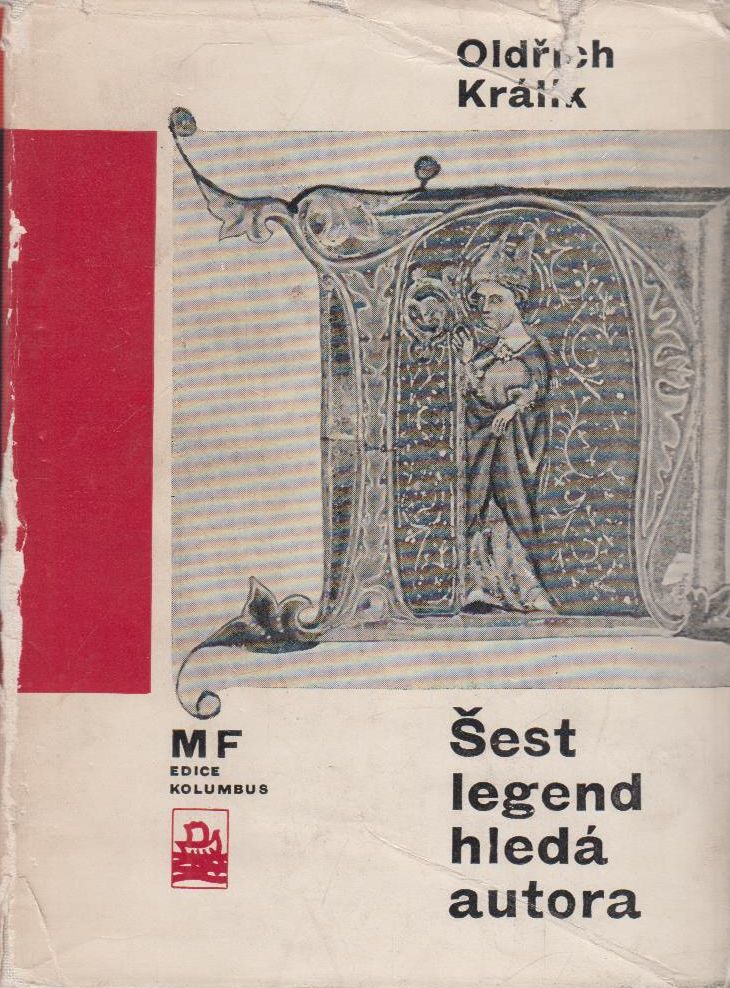 Oldřich
Králík
MF
EDICE
KOLUMBUS
Šest
legend
hledá
autora